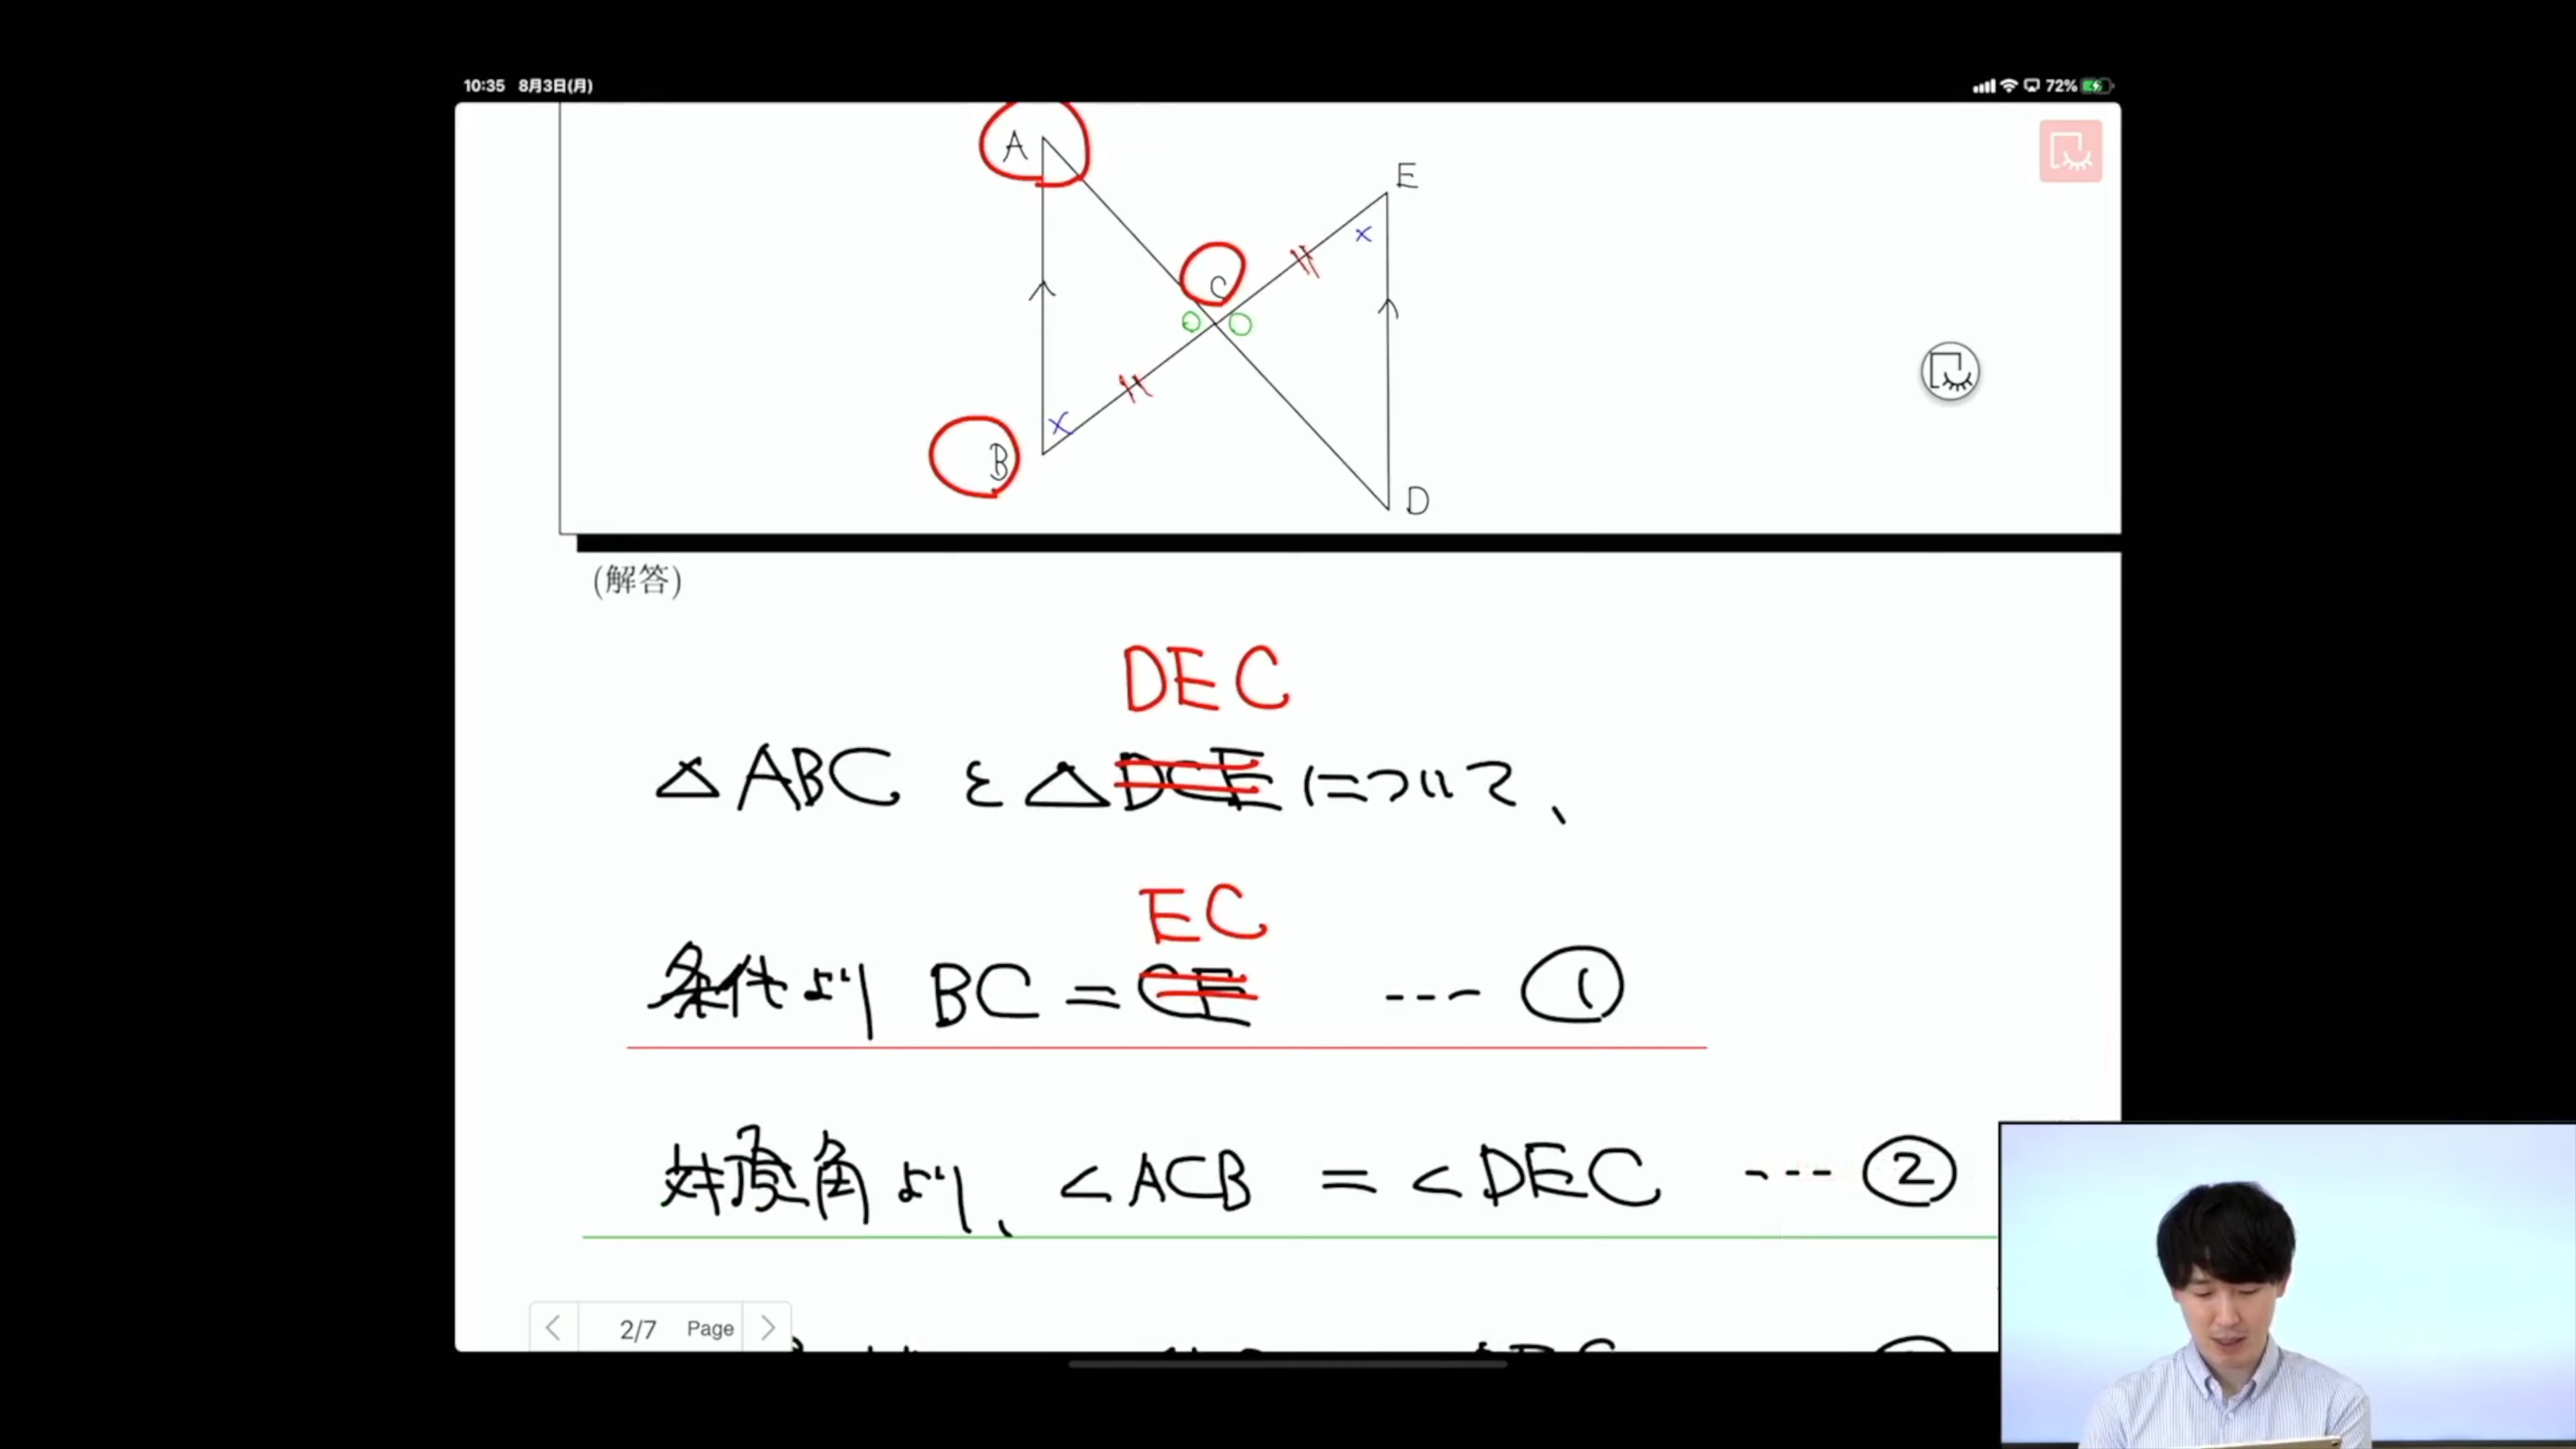 10:35 8月3日(月)
72%
A
E
C
B
D
(解答)
DEC
△ABC と △DCE について、
EC
条件より BC = CE ---- ①
対頂角より、∠ACB = ∠DEC ---- ②
2/7 Page